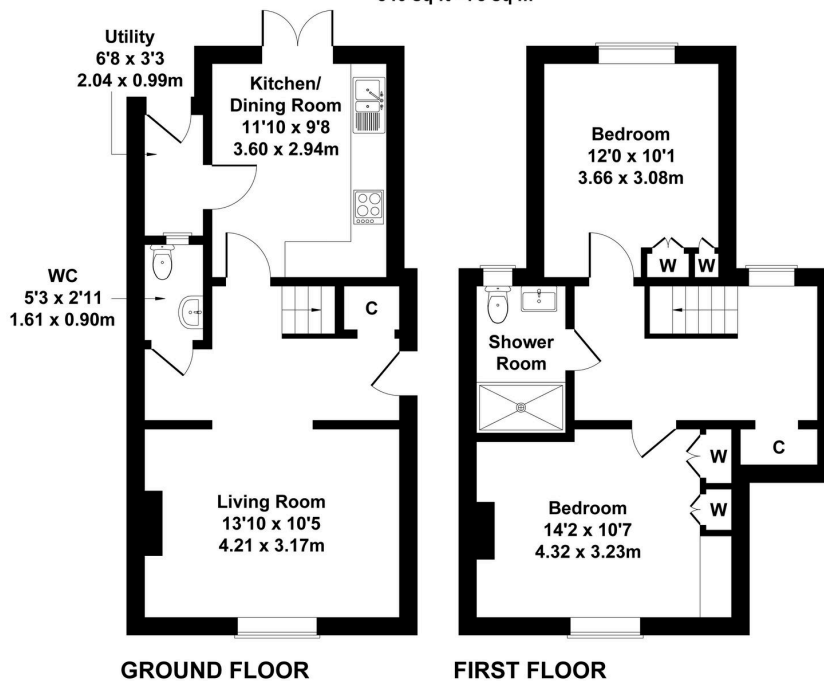 Utility
6'8 x 3'3
2.04 x 0.99m
Kitchen/
Dining Room
11'10 x 9'8
3.60 x 2.94m
WC
5'3 x 2'11
1.61 x 0.90m
C
Living Room
13'10 x 10'5
4.21 x 3.17m
GROUND FLOOR
Bedroom
12'0 x 10'1
3.66 x 3.08m
W
W
Shower
Room
C
W
W
Bedroom
14'2 x 10'7
4.32 x 3.23m
FIRST FLOOR